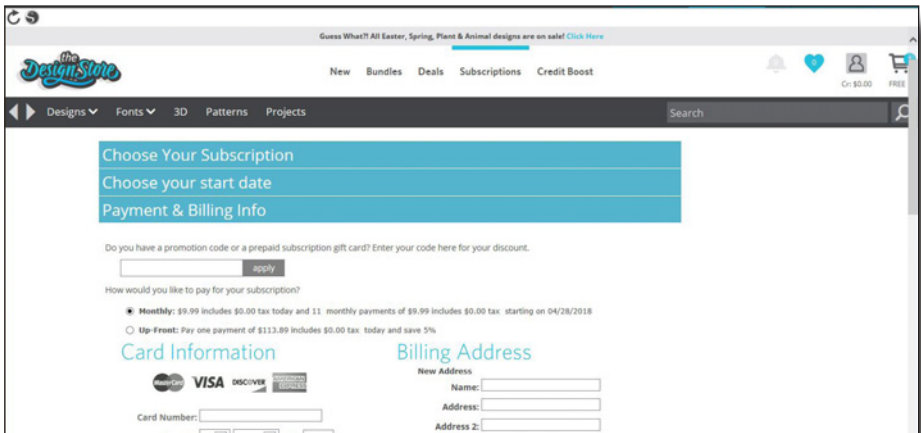 Guess What?! All Easter, Spring, Plant & Animal designs are on sale! Click Here
the
Design Store
New Bundles Deals Subscriptions Credit Boost
0
Cr: $0.00
FREE
Designs Fonts 3D Patterns Projects
Search
Choose Your Subscription
Choose your start date
Payment & Billing Info
Do you have a promotion code or a prepaid subscription gift card? Enter your code here for your discount.
apply
How would you like to pay for your subscription?
Monthly: $9.99 includes $0.00 tax today and 11 monthly payments of $9.99 includes $0.00 tax starting on 04/28/2018
Up-Front: Pay one payment of $113.89 includes $0.00 tax today and save 5%
Card Information
MasterCard VISA DISCOVER AMERICAN EXPRESS
Card Number:
Billing Address
New Address
Name:
Address:
Address 2: